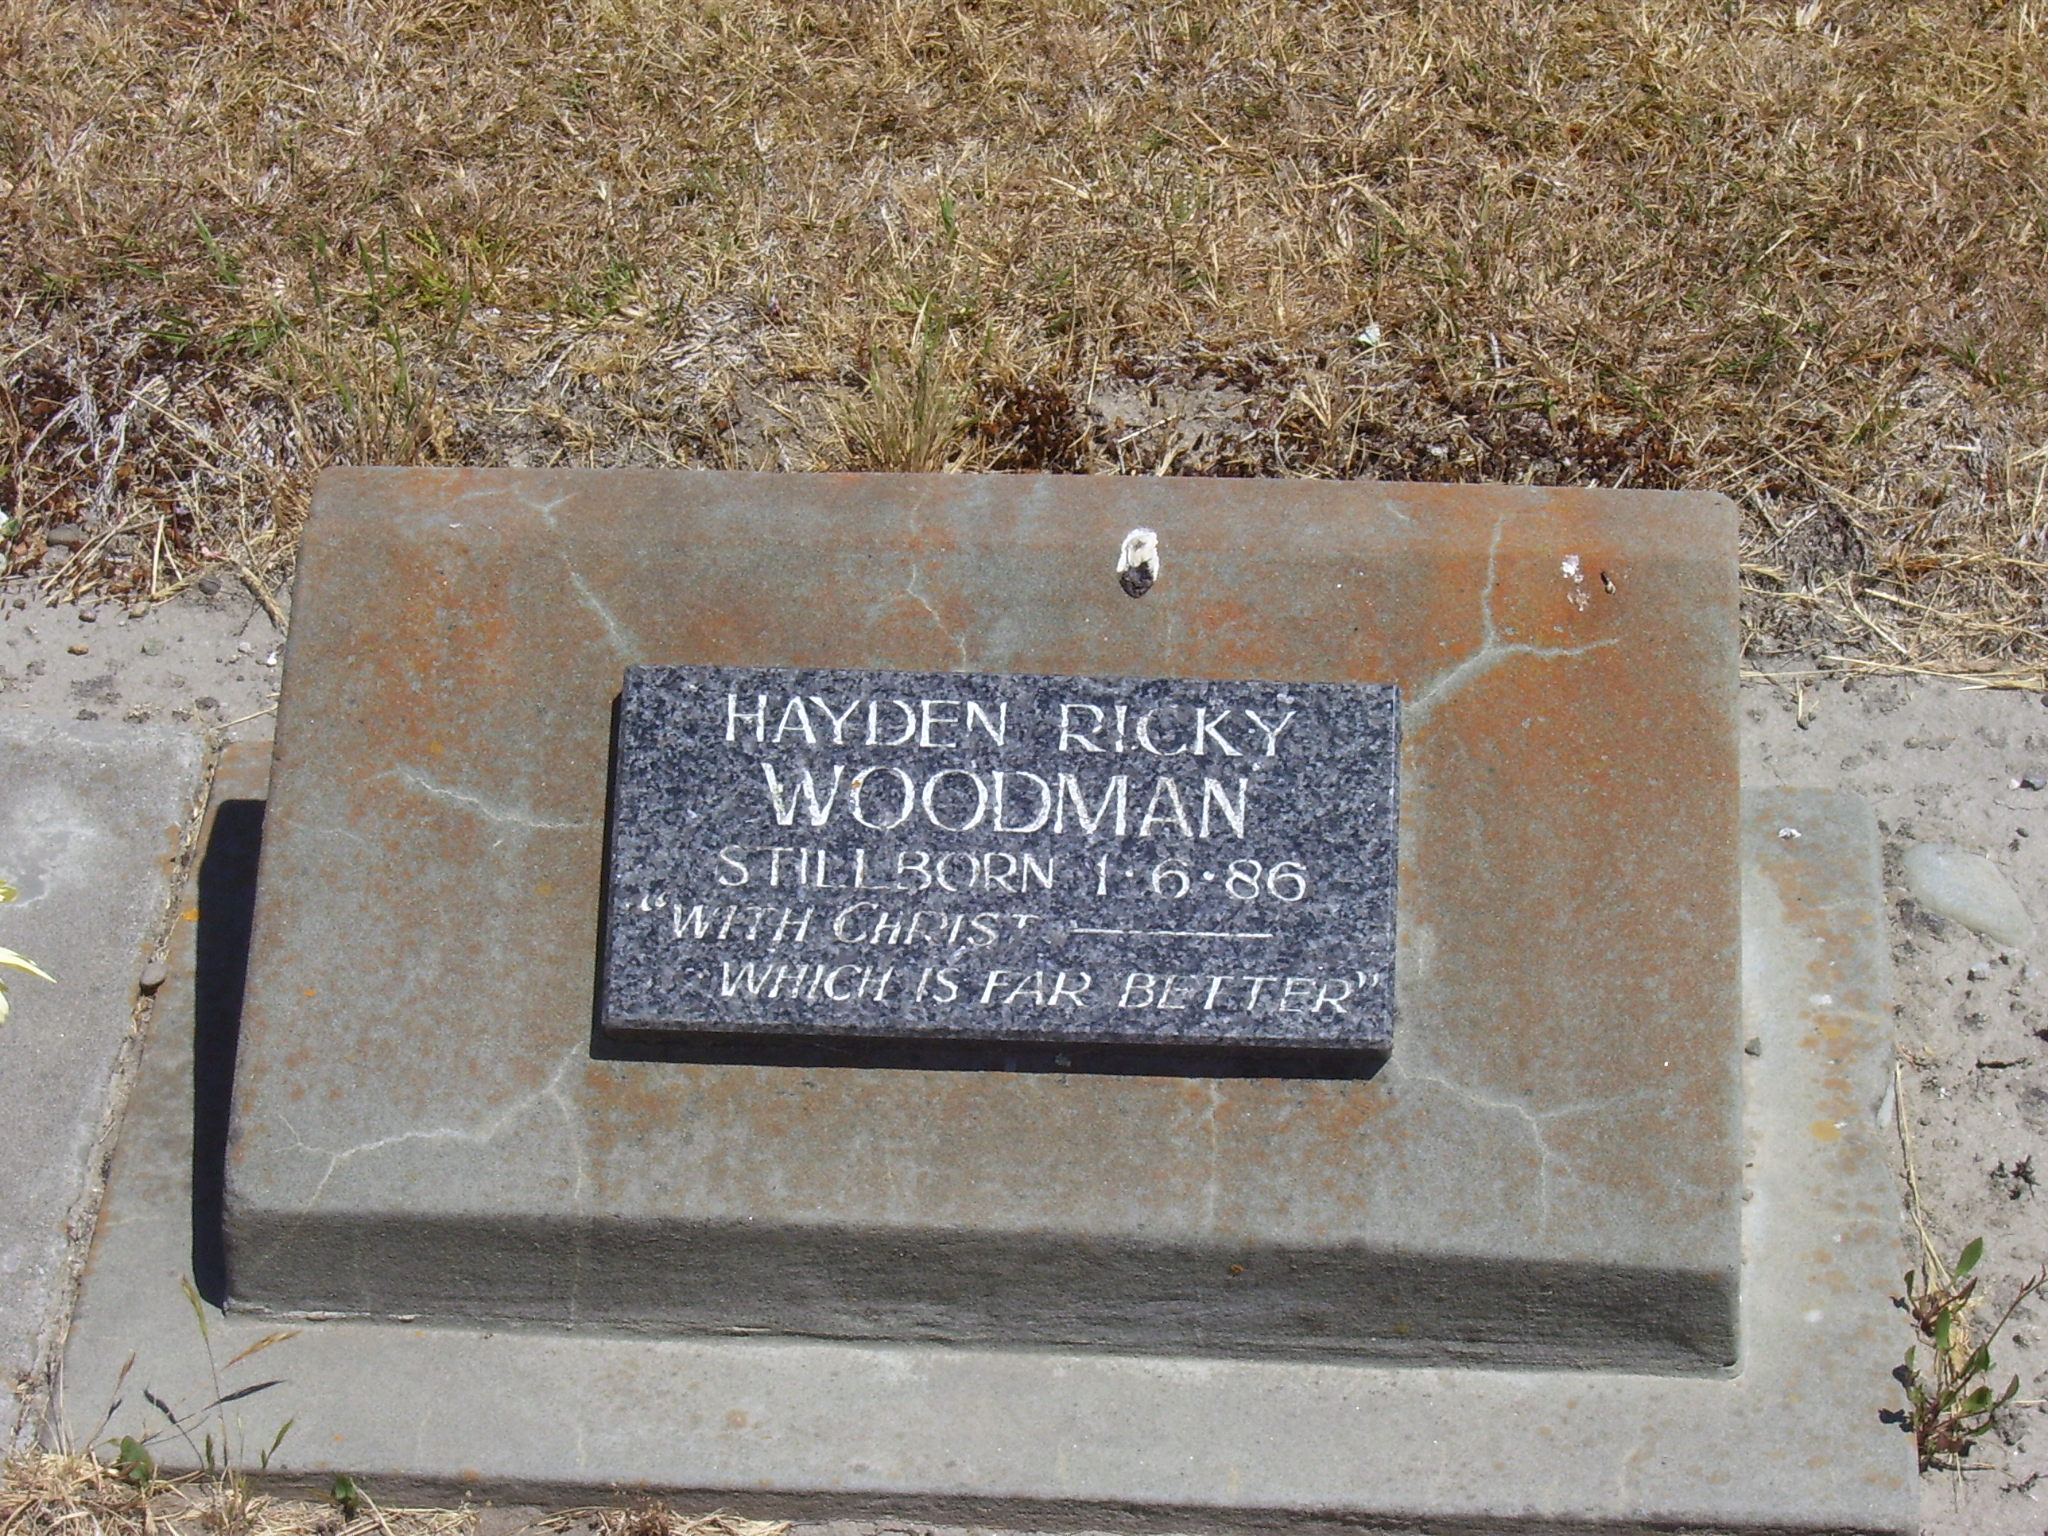 HAYDEN RICKY
WOODMAN
STILLBORN 1·6·86
"WITH CHRIST ———
WHICH IS FAR BETTER"